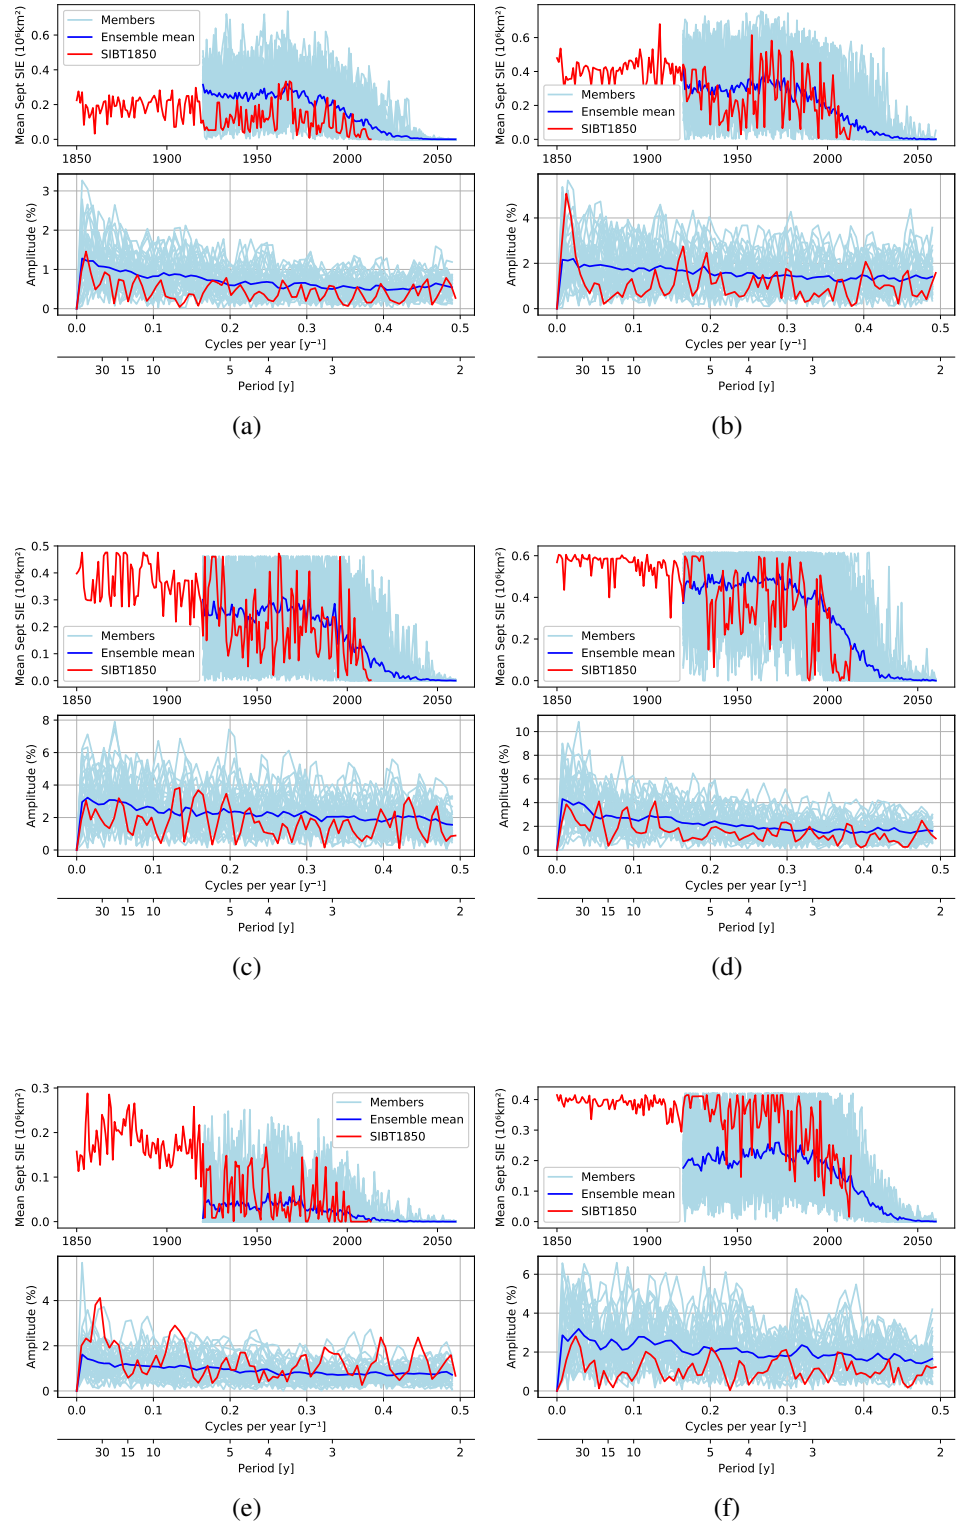 Mean Sept SIE (10⁶km²)
0.6
0.4
0.2
0.0
Members
Ensemble mean
SIBT1850
1850 1900 1950 2000 2050
Amplitude (%)
3
2
1
0
0.0 0.1 0.2 0.3 0.4 0.5
Cycles per year [y⁻¹]
30 15 10 5 4 3 2
Period [y]
(a)
Mean Sept SIE (10⁶km²)
0.6
0.4
0.2
0.0
Members
Ensemble mean
SIBT1850
1850 1900 1950 2000 2050
Amplitude (%)
4
2
0
0.0 0.1 0.2 0.3 0.4 0.5
Cycles per year [y⁻¹]
30 15 10 5 4 3 2
Period [y]
(b)
Mean Sept SIE (10⁶km²)
0.5
0.4
0.3
0.2
0.1
0.0
Members
Ensemble mean
SIBT1850
1850 1900 1950 2000 2050
Amplitude (%)
8
6
4
2
0
0.0 0.1 0.2 0.3 0.4 0.5
Cycles per year [y⁻¹]
30 15 10 5 4 3 2
Period [y]
(c)
Mean Sept SIE (10⁶km²)
0.6
0.4
0.2
0.0
Members
Ensemble mean
SIBT1850
1850 1900 1950 2000 2050
Amplitude (%)
10
8
6
4
2
0
0.0 0.1 0.2 0.3 0.4 0.5
Cycles per year [y⁻¹]
30 15 10 5 4 3 2
Period [y]
(d)
Mean Sept SIE (10⁶km²)
0.3
0.2
0.1
0.0
Members
Ensemble mean
SIBT1850
1850 1900 1950 2000 2050
Amplitude (%)
4
2
0
0.0 0.1 0.2 0.3 0.4 0.5
Cycles per year [y⁻¹]
30 15 10 5 4 3 2
Period [y]
(e)
Mean Sept SIE (10⁶km²)
0.4
0.3
0.2
0.1
0.0
Members
Ensemble mean
SIBT1850
1850 1900 1950 2000 2050
Amplitude (%)
6
4
2
0
0.0 0.1 0.2 0.3 0.4 0.5
Cycles per year [y⁻¹]
30 15 10 5 4 3 2
Period [y]
(f)